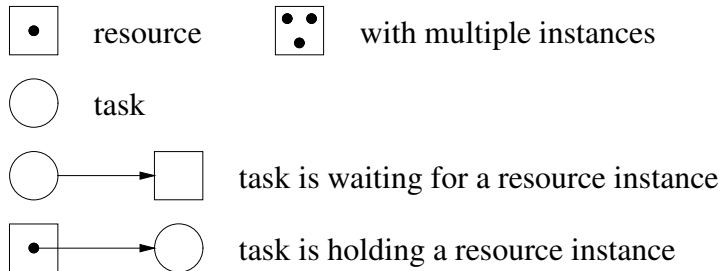 resource with multiple instances
task
task is waiting for a resource instance
task is holding a resource instance